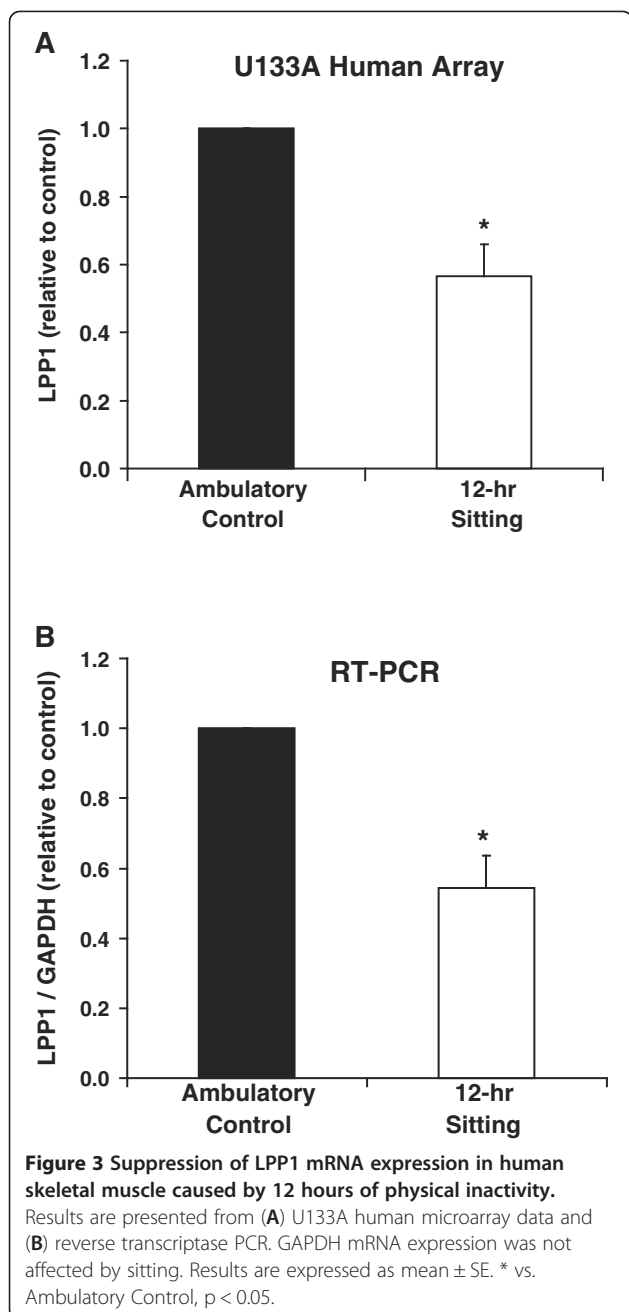 A
U133A Human Array
LPP1 (relative to control)
1.2
1.0
0.8
0.6
0.4
0.2
0.0
*
Ambulatory
Control
12-hr
Sitting
B
RT-PCR
LPP1 / GAPDH (relative to control)
1.2
1.0
0.8
0.6
0.4
0.2
0.0
*
Ambulatory
Control
12-hr
Sitting
Figure 3 Suppression of LPP1 mRNA expression in human
skeletal muscle caused by 12 hours of physical inactivity.
Results are presented from (A) U133A human microarray data and
(B) reverse transcriptase PCR. GAPDH mRNA expression was not
affected by sitting. Results are expressed as mean ± SE. * vs.
Ambulatory Control, p < 0.05.